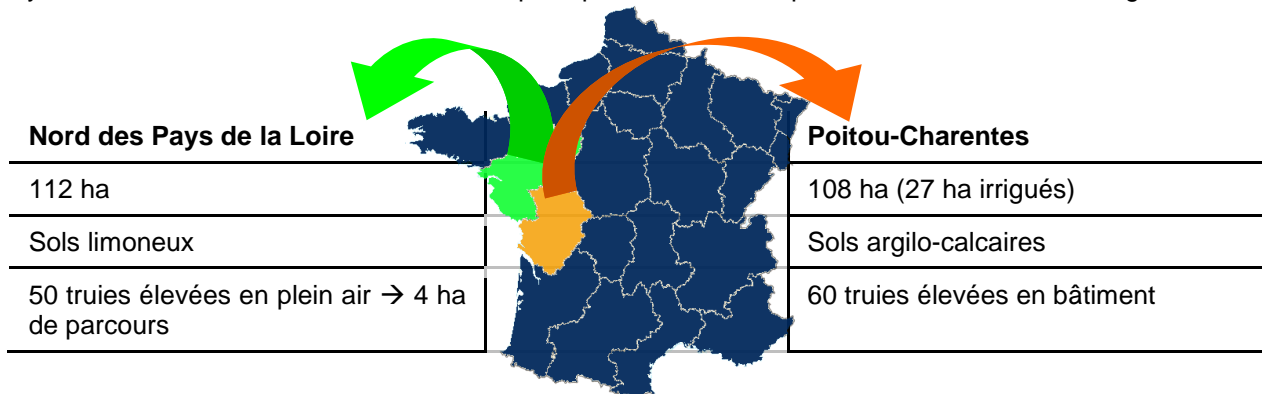 Nord des Pays de la Loire
Poitou-Charentes
112 ha
108 ha (27 ha irrigués)
Sols limoneux
Sols argilo-calcaires
50 truies élevées en plein air → 4 ha
de parcours
60 truies élevées en bâtiment